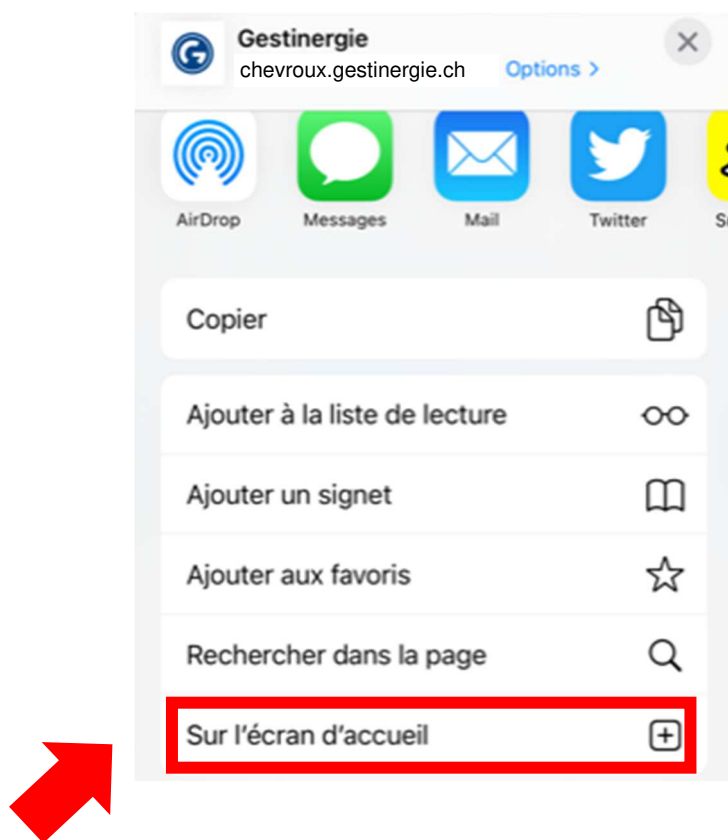 Gestinergie
chevroux.gestinergie.ch Options >
AirDrop Messages Mail Twitter
Copier
Ajouter à la liste de lecture
Ajouter un signet
Ajouter aux favoris
Rechercher dans la page
Sur l'écran d'accueil